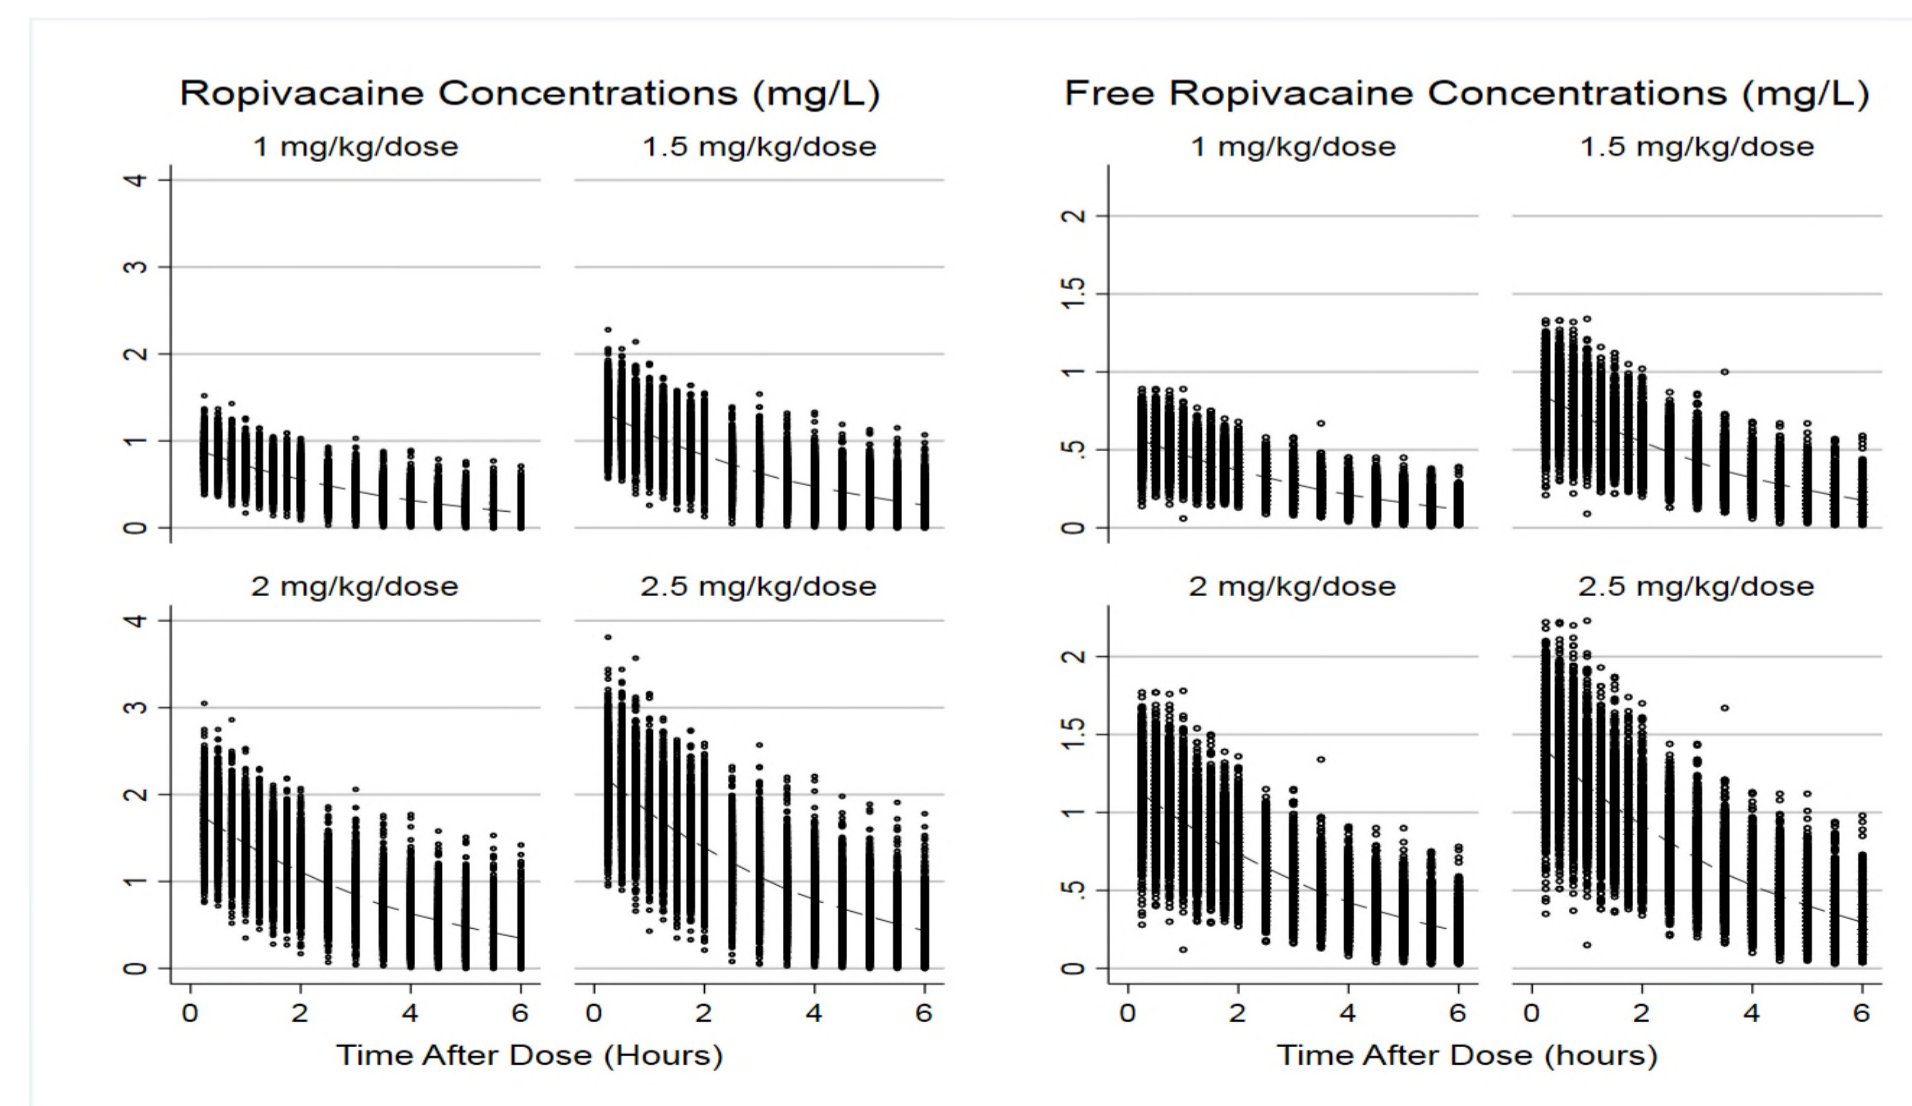 Ropivacaine Concentrations (mg/L)
1 mg/kg/dose
1.5 mg/kg/dose
4
3
2
1
0
2 mg/kg/dose
2.5 mg/kg/dose
4
3
2
1
0
0 2 4 6
0 2 4 6
Time After Dose (Hours)
Free Ropivacaine Concentrations (mg/L)
1 mg/kg/dose
1.5 mg/kg/dose
2
1.5
1
.5
0
2 mg/kg/dose
2.5 mg/kg/dose
2
1.5
1
.5
0
0 2 4 6
0 2 4 6
Time After Dose (hours)